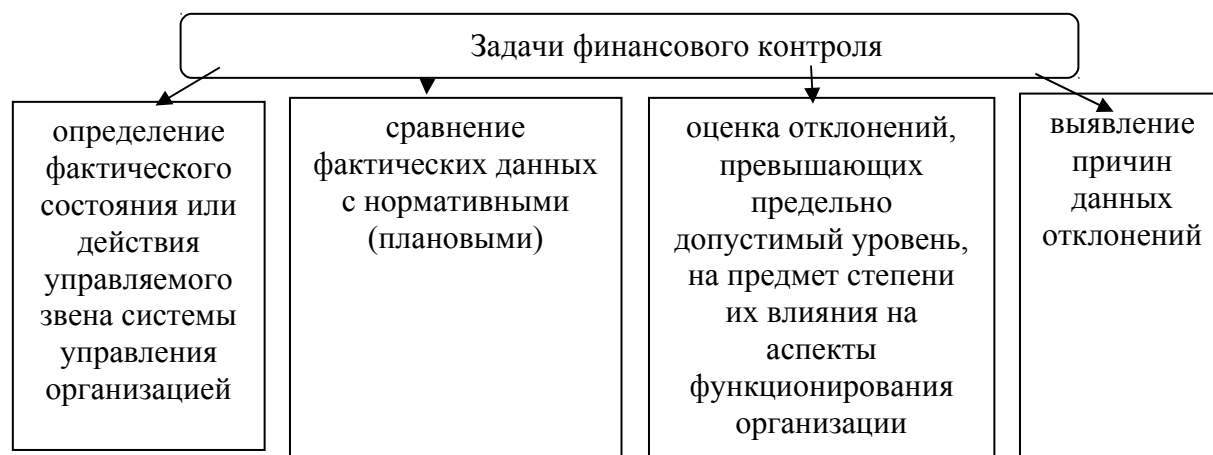 Задачи финансового контроля
определение
фактического
состояния или
действия
управляемого
звена системы
управления
организацией
сравнение
фактических данных
с нормативными
(плановыми)
оценка отклонений,
превышающих
предельно
допустимый уровень,
на предмет степени
их влияния на
аспекты
функционирования
организации
выявление
причин
данных
отклонений